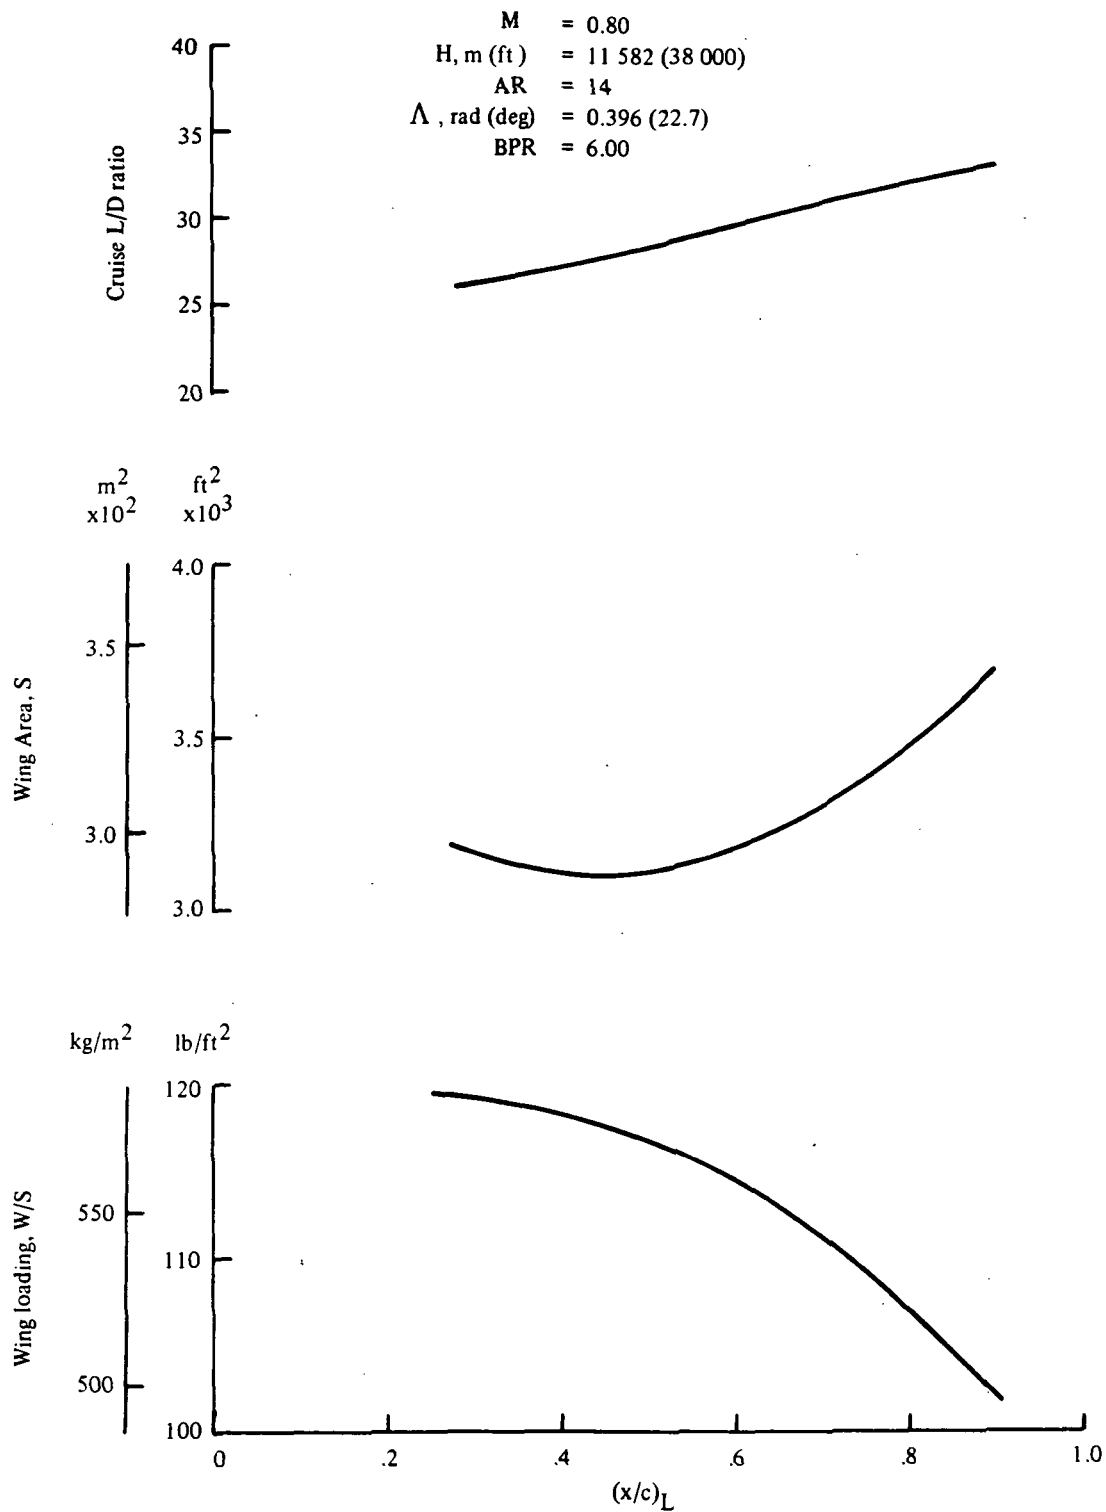 M = 0.80
H, m (ft) = 11 582 (38 000)
AR = 14
Λ, rad (deg) = 0.396 (22.7)
BPR = 6.00
Cruise L/D ratio
40
35
30
25
20
m² ft²
x10² x10³
Wing Area, S
4.0
3.5
3.5
3.0
3.0
kg/m² lb/ft²
Wing loading, W/S
120
550
110
500
100
0 .2 .4 .6 .8 1.0
(x/c)L